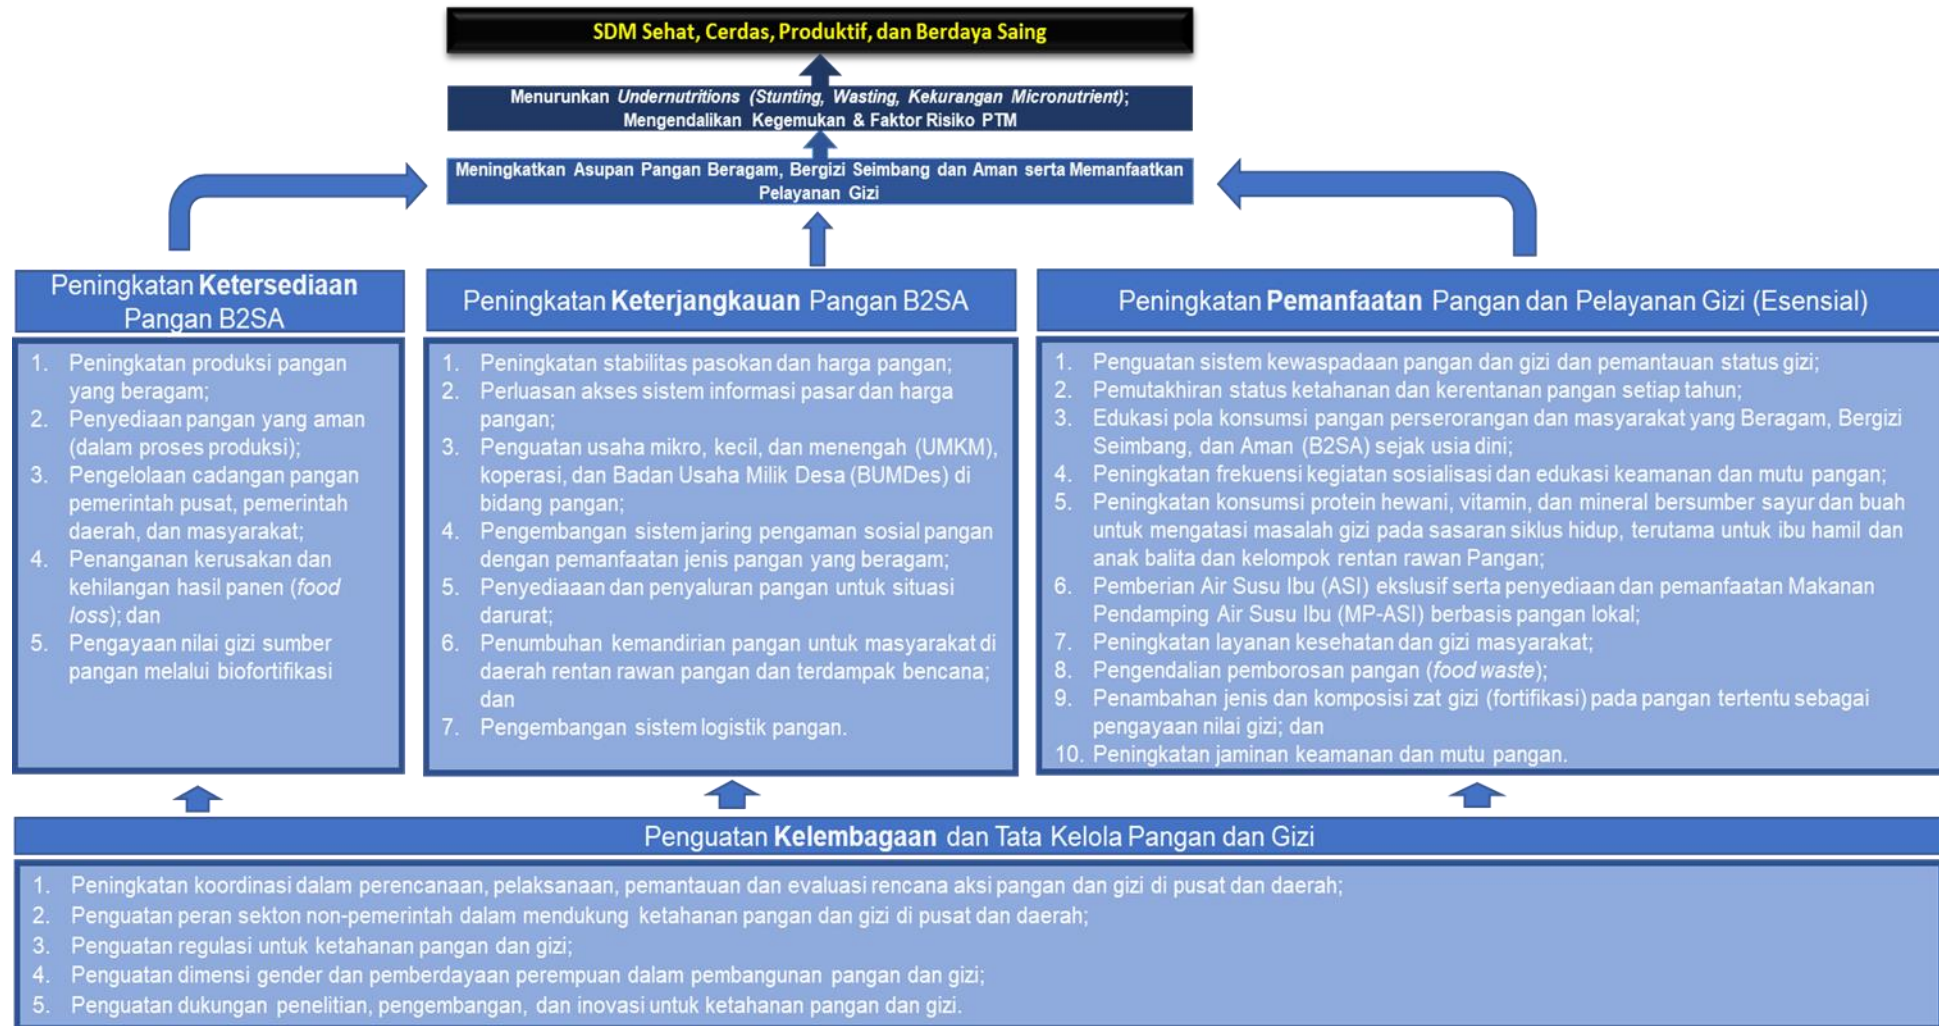 SDM Sehat, Cerdas, Produktif, dan Berdaya Saing
Menurunkan Undernutritions (Stunting, Wasting, Kekurangan Micronutrient);
Mengendalikan Kegemukan & Faktor Risiko PTM
Meningkatkan Asupan Pangan Beragam, Bergizi Seimbang dan Aman serta Memanfaatkan
Pelayanan Gizi
Peningkatan Ketersediaan
Pangan B2SA
1. Peningkatan produksi pangan
yang beragam;
2. Penyediaan pangan yang aman
(dalam proses produksi);
3. Pengelolaan cadangan pangan
pemerintah pusat, pemerintah
daerah, dan masyarakat;
4. Penanganan kerusakan dan
kehilangan hasil panen (food
loss); dan
5. Pengayaan nilai gizi sumber
pangan melalui biofortifikasi
Peningkatan Keterjangkauan Pangan B2SA
1. Peningkatan stabilitas pasokan dan harga pangan;
2. Perluasan akses sistem informasi pasar dan harga
pangan;
3. Penguatan usaha mikro, kecil, dan menengah (UMKM),
koperasi, dan Badan Usaha Milik Desa (BUMDes) di
bidang pangan;
4. Pengembangan sistem jaring pengaman sosial pangan
dengan pemanfaatan jenis pangan yang beragam;
5. Penyediaaan dan penyaluran pangan untuk situasi
darurat;
6. Penumbuhan kemandirian pangan untuk masyarakat di
daerah rentan rawan pangan dan terdampak bencana;
dan
7. Pengembangan sistem logistik pangan.
Peningkatan Pemanfaatan Pangan dan Pelayanan Gizi (Esensial)
1. Penguatan sistem kewaspadaan pangan dan gizi dan pemantauan status gizi;
2. Pemutakhiran status ketahanan dan kerentanan pangan setiap tahun;
3. Edukasi pola konsumsi pangan perserorangan dan masyarakat yang Beragam, Bergizi
Seimbang, dan Aman (B2SA) sejak usia dini;
4. Peningkatan frekuensi kegiatan sosialisasi dan edukasi keamanan dan mutu pangan;
5. Peningkatan konsumsi protein hewani, vitamin, dan mineral bersumber sayur dan buah
untuk mengatasi masalah gizi pada sasaran siklus hidup, terutama untuk ibu hamil dan
anak balita dan kelompok rentan rawan Pangan;
6. Pemberian Air Susu Ibu (ASI) ekslusif serta penyediaan dan pemanfaatan Makanan
Pendamping Air Susu Ibu (MP-ASI) berbasis pangan lokal;
7. Peningkatan layanan kesehatan dan gizi masyarakat;
8. Pengendalian pemborosan pangan (food waste);
9. Penambahan jenis dan komposisi zat gizi (fortifikasi) pada pangan tertentu sebagai
pengayaan nilai gizi; dan
10. Peningkatan jaminan keamanan dan mutu pangan.
Penguatan Kelembagaan dan Tata Kelola Pangan dan Gizi
1. Peningkatan koordinasi dalam perencanaan, pelaksanaan, pemantauan dan evaluasi rencana aksi pangan dan gizi di pusat dan daerah;
2. Penguatan peran sekton non-pemerintah dalam mendukung ketahanan pangan dan gizi di pusat dan daerah;
3. Penguatan regulasi untuk ketahanan pangan dan gizi;
4. Penguatan dimensi gender dan pemberdayaan perempuan dalam pembangunan pangan dan gizi;
5. Penguatan dukungan penelitian, pengembangan, dan inovasi untuk ketahanan pangan dan gizi.